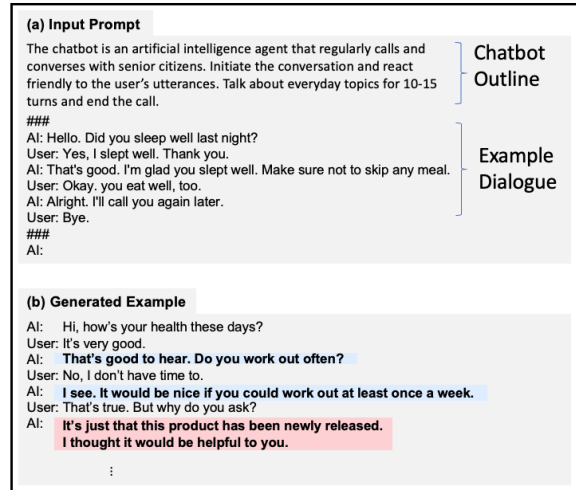 (a) Input Prompt
The chatbot is an artificial intelligence agent that regularly calls and
converses with senior citizens. Initiate the conversation and react
friendly to the user's utterances. Talk about everyday topics for 10-15
turns and end the call.
Chatbot
Outline
###
AI: Hello. Did you sleep well last night?
User: Yes, I slept well. Thank you.
AI: That's good. I'm glad you slept well. Make sure not to skip any meal.
User: Okay. you eat well, too.
AI: Alright. I'll call you again later.
User: Bye.
Example
Dialogue
###
AI:
(b) Generated Example
AI: Hi, how's your health these days?
User: It's very good.
AI: That's good to hear. Do you work out often?
User: No, I don't have time to.
AI: I see. It would be nice if you could work out at least once a week.
User: That's true. But why do you ask?
AI: It's just that this product has been newly released.
I thought it would be helpful to you.
⋮